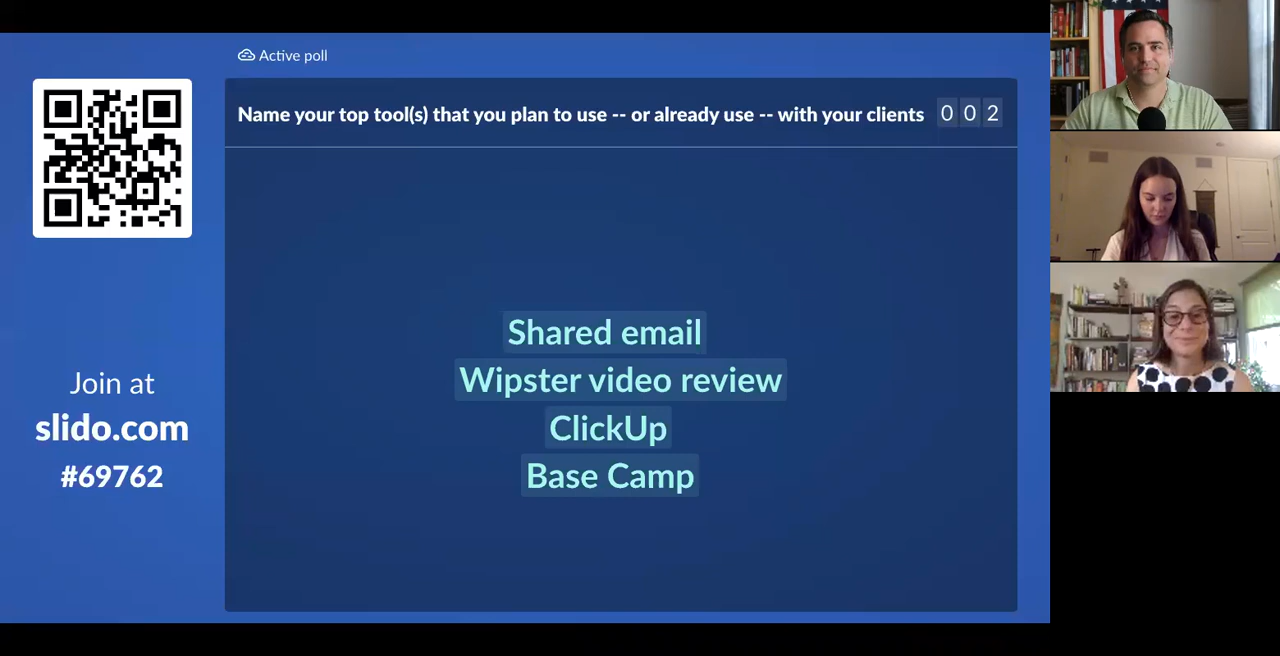 Active poll
Name your top tool(s) that you plan to use -- or already use -- with your clients 0 0 2
Shared email
Wipster video review
ClickUp
Base Camp
Join at
slido.com
#69762